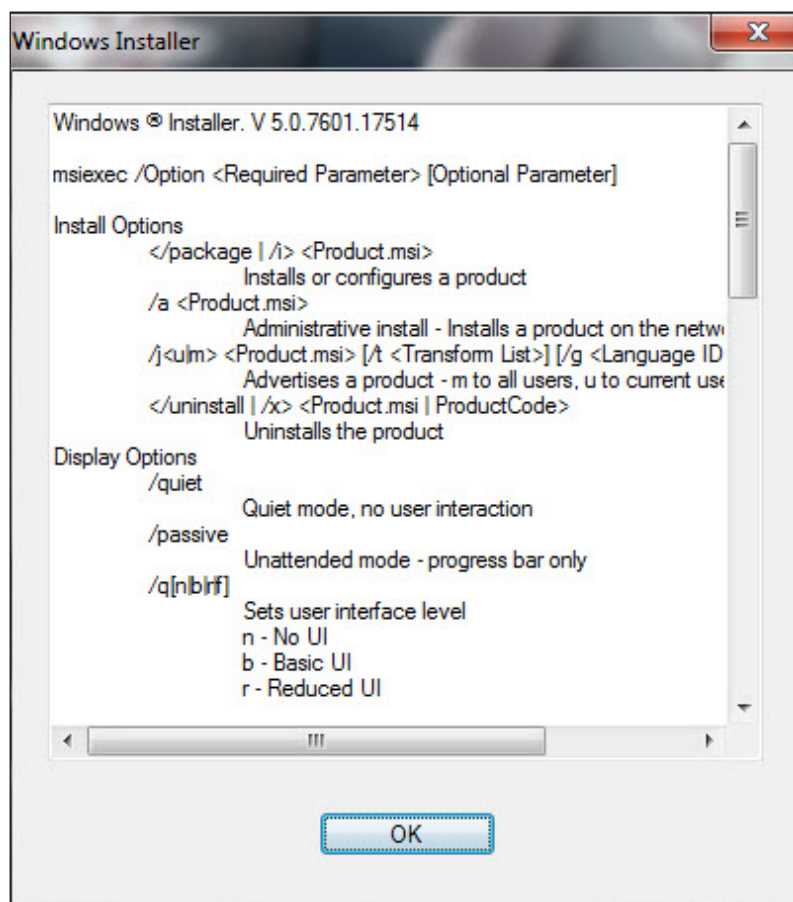 Windows Installer
Windows ® Installer. V 5.0.7601.17514
msiexec /Option <Required Parameter> [Optional Parameter]
Install Options
</package | /i> <Product.msi>
Installs or configures a product
/a <Product.msi>
Administrative install - Installs a product on the netw
/j<u|m> <Product.msi> [/t <Transform List>] [/g <Language ID
Advertises a product - m to all users, u to current use
</uninstall | /x> <Product.msi | ProductCode>
Uninstalls the product
Display Options
/quiet
Quiet mode, no user interaction
/passive
Unattended mode - progress bar only
/q[n|b|r|f]
Sets user interface level
n - No UI
b - Basic UI
r - Reduced UI
OK